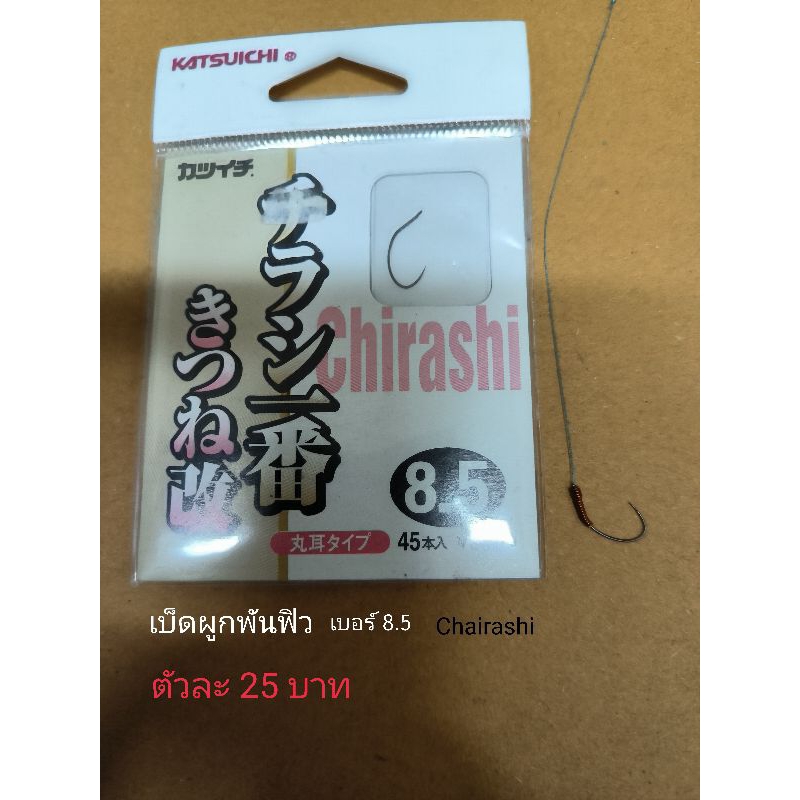 KATSUICHI ®
カツイチ.
チラシ一番
きつね改
Chirashi
8.5
丸耳タイプ
45本入
เบ็ดผูกพันฟิว เบอร์ 8.5 Chairashi
ตัวละ 25 บาท